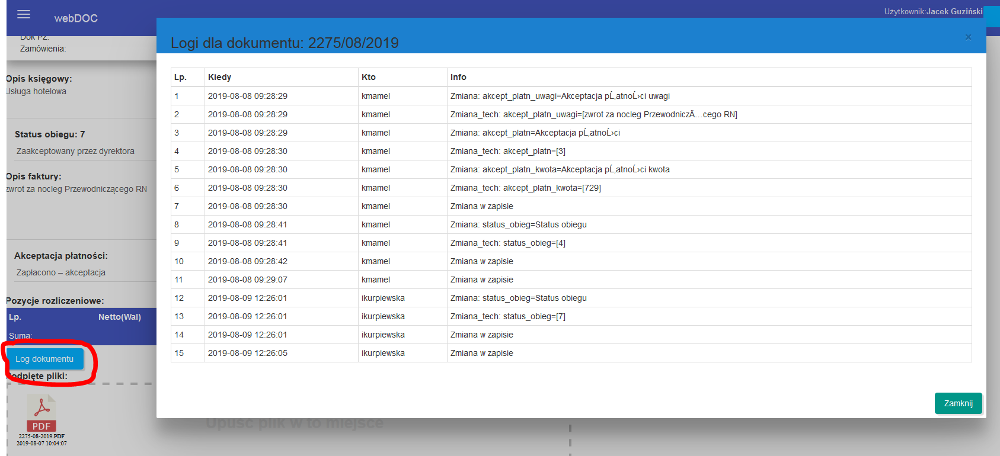 webDOC
Użytkownik:Jacek Guziński
Dok PZ:
Zamówienia:
Opis księgowy:
Usługa hotelowa
Status obiegu: 7
Zaakceptowany przez dyrektora
Opis faktury:
zwrot za nocleg Przewodniczącego RN
Akceptacja płatności:
Zapłacono – akceptacja
Pozycje rozliczeniowe:
Lp. Netto(Wal)
Suma:
Log dokumentu
Podpięte pliki:
PDF
2275-08-2019.PDF
2019-08-07 10:04:07
Upuść plik w to miejsce
Logi dla dokumentu: 2275/08/2019
×
Lp. Kiedy Kto Info
1 2019-08-08 09:28:29 kmamel Zmiana: akcept_platn_uwagi=Akceptacja pĹ‚atnoĹ›ci uwagi
2 2019-08-08 09:28:29 kmamel Zmiana_tech: akcept_platn_uwagi=[zwrot za nocleg PrzewodniczÄ…cego RN]
3 2019-08-08 09:28:29 kmamel Zmiana: akcept_platn=Akceptacja pĹ‚atnoĹ›ci
4 2019-08-08 09:28:30 kmamel Zmiana_tech: akcept_platn=[3]
5 2019-08-08 09:28:30 kmamel Zmiana: akcept_platn_kwota=Akceptacja pĹ‚atnoĹ›ci kwota
6 2019-08-08 09:28:30 kmamel Zmiana_tech: akcept_platn_kwota=[729]
7 2019-08-08 09:28:30 kmamel Zmiana w zapisie
8 2019-08-08 09:28:41 kmamel Zmiana: status_obieg=Status obiegu
9 2019-08-08 09:28:41 kmamel Zmiana_tech: status_obieg=[4]
10 2019-08-08 09:28:42 kmamel Zmiana w zapisie
11 2019-08-08 09:29:07 kmamel Zmiana w zapisie
12 2019-08-09 12:26:01 ikurpiewska Zmiana: status_obieg=Status obiegu
13 2019-08-09 12:26:01 ikurpiewska Zmiana_tech: status_obieg=[7]
14 2019-08-09 12:26:01 ikurpiewska Zmiana w zapisie
15 2019-08-09 12:26:05 ikurpiewska Zmiana w zapisie
Zamknij